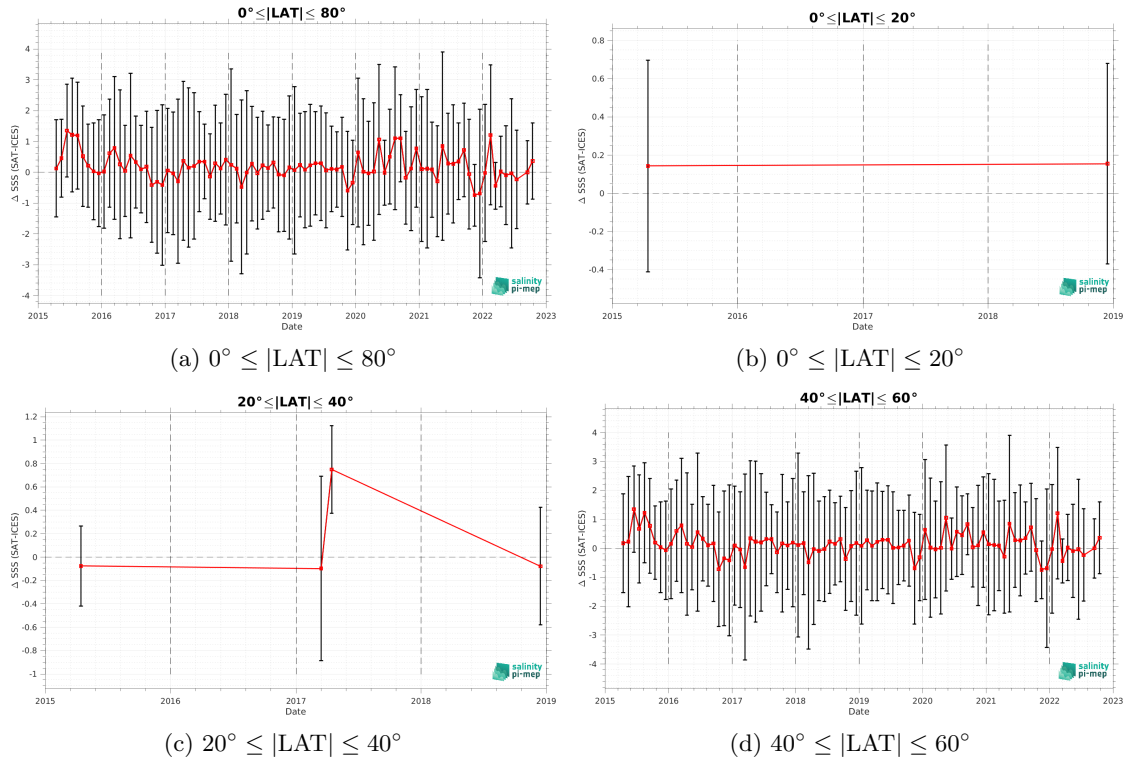 0°≤|LAT|≤ 80°
Δ SSS (SAT-ICES)
4
3
2
1
0
-1
-2
-3
-4
2015 2016 2017 2018 2019 2020 2021 2022 2023
Date
salinity
pi-mep
(a) 0° ≤ |LAT| ≤ 80°
0°≤|LAT|≤ 20°
Δ SSS (SAT-ICES)
0.8
0.6
0.4
0.2
0
-0.2
-0.4
2015 2016 2017 2018 2019
Date
salinity
pi-mep
(b) 0° ≤ |LAT| ≤ 20°
20°≤|LAT|≤ 40°
Δ SSS (SAT-ICES)
1.2
1
0.8
0.6
0.4
0.2
0
-0.2
-0.4
-0.6
-0.8
-1
2015 2016 2017 2018 2019
Date
salinity
pi-mep
(c) 20° ≤ |LAT| ≤ 40°
40°≤|LAT|≤ 60°
Δ SSS (SAT-ICES)
4
3
2
1
0
-1
-2
-3
-4
2015 2016 2017 2018 2019 2020 2021 2022 2023
Date
salinity
pi-mep
(d) 40° ≤ |LAT| ≤ 60°